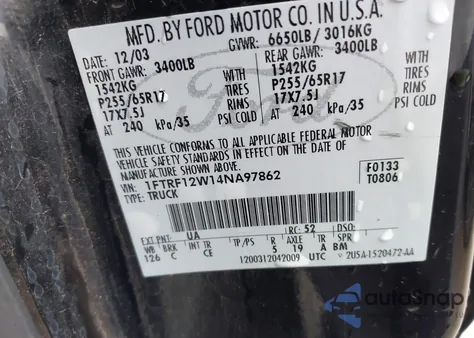 MFD. BY FORD MOTOR CO. IN U.S.A.
DATE: 12/03 GVWR: 6650LB/ 3016KG
FRONT GAWR: 3400LB REAR GAWR: 3400LB
1542KG WITH 1542KG WITH
P255/65R17 TIRES P255/65R17 TIRES
17X7.5J RIMS 17X7.5J RIMS
AT 240 kPa/35 PSI COLD AT 240 kPa/35 PSI COLD
THIS VEHICLE CONFORMS TO ALL APPLICABLE FEDERAL MOTOR
VEHICLE SAFETY STANDARDS IN EFFECT ON THE DATE OF
MANUFACTURE SHOWN ABOVE.
VIN: 1FTRF12W14NA97862 F0133
TYPE: TRUCK T0806
EXT PNT: UA RC: 52 DSO:
WB BRK INT TR TP/PS R AXLE TR SPR
126 C CE 5 19 A BM
1200312042009 UTC 2U5A-1520472-AA
Ford
autoSnap